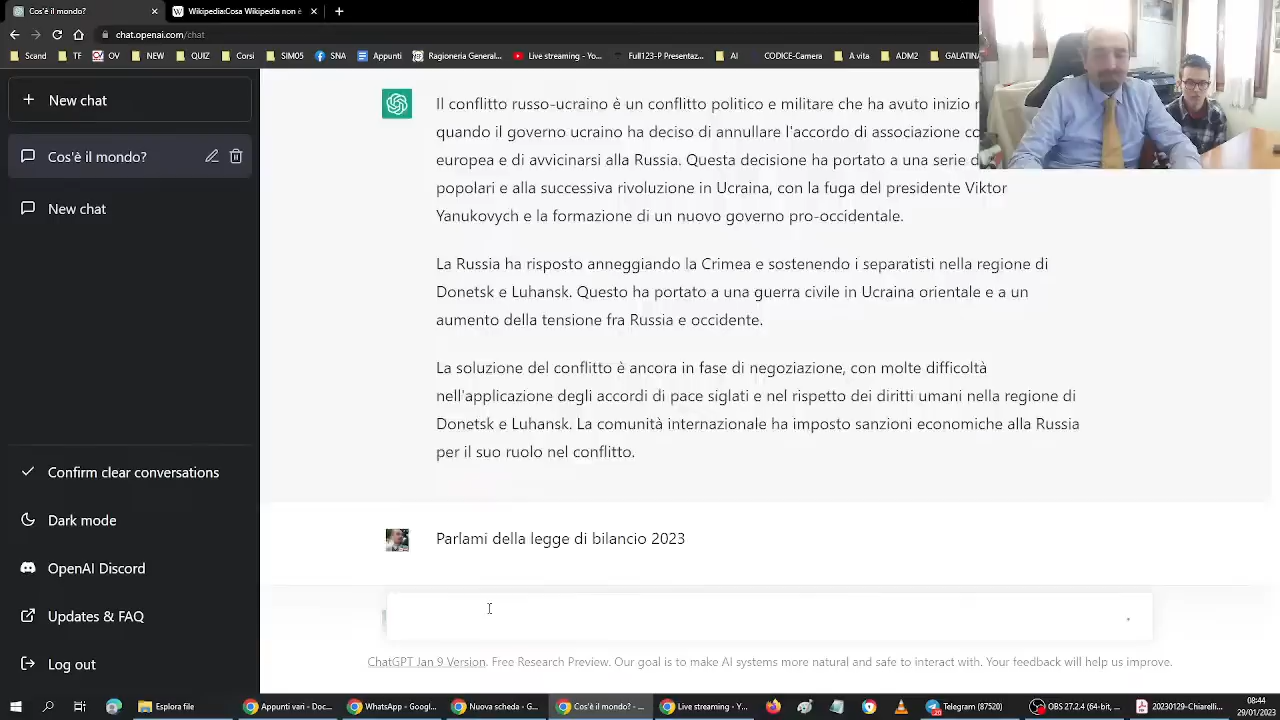 Cos'è il mondo?
Wikipedia:Cosa Wikipedia non è
chat.openai.com/chat
Scand
TF
OV
NEW
QUIZ
Corsi
SIM05
SNA
Appunti
Ragioneria General...
Live streaming - Yo...
Full123-P Presentaz...
AI
CODICE-Camera
A vita
ADM2
GALATINA
New chat
Cos'è il mondo?
New chat
Confirm clear conversations
Dark mode
OpenAI Discord
Updates & FAQ
Log out
Il conflitto russo-ucraino è un conflitto politico e militare che ha avuto inizio
quando il governo ucraino ha deciso di annullare l'accordo di associazione
europea e di avvicinarsi alla Russia. Questa decisione ha portato a una serie
popolari e alla successiva rivoluzione in Ucraina, con la fuga del presidente Viktor
Yanukovych e la formazione di un nuovo governo pro-occidentale.
La Russia ha risposto anneggiando la Crimea e sostenendo i separatisti nella regione di
Donetsk e Luhansk. Questo ha portato a una guerra civile in Ucraina orientale e a un
aumento della tensione fra Russia e occidente.
La soluzione del conflitto è ancora in fase di negoziazione, con molte difficoltà
nell'applicazione degli accordi di pace siglati e nel rispetto dei diritti umani nella regione di
Donetsk e Luhansk. La comunità internazionale ha imposto sanzioni economiche alla Russia
per il suo ruolo nel conflitto.
Parlami della legge di bilancio 2023
ChatGPT Jan 9 Version. Free Research Preview. Our goal is to make AI systems more natural and safe to interact with. Your feedback will help us improve.
Esplora file
Appunti vari - Doc...
WhatsApp - Googl...
Nuova scheda - G...
Cos'è il mondo? - ...
Live streaming - Y...
Telegram (87520)
OBS 27.2.4 (64-bit, ...
20230129-Chiarelli...
08:44
29/01/2023